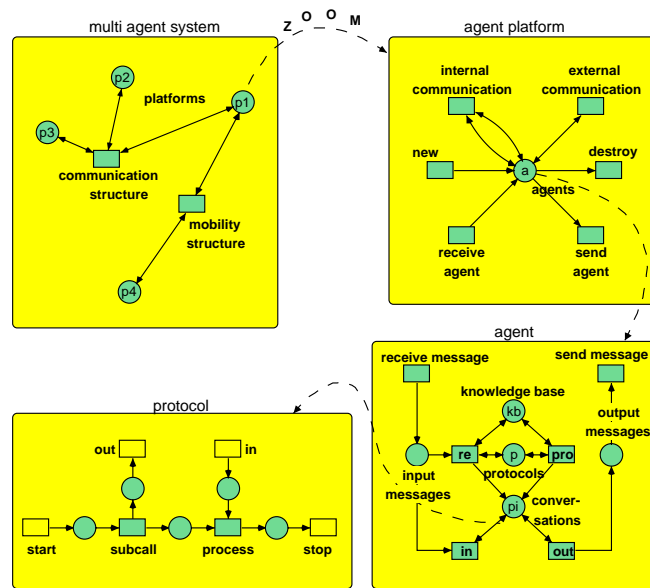 multi agent system
Z O O M
agent platform
p2
platforms
p1
p3
communication
structure
mobility
structure
p4
internal
communication
external
communication
new
destroy
a
agents
receive
agent
send
agent
agent
receive message
send message
knowledge base
kb
output
messages
re
p
pro
input
messages
protocols
pi
conver-
sations
in
out
protocol
out
in
start
subcall
process
stop